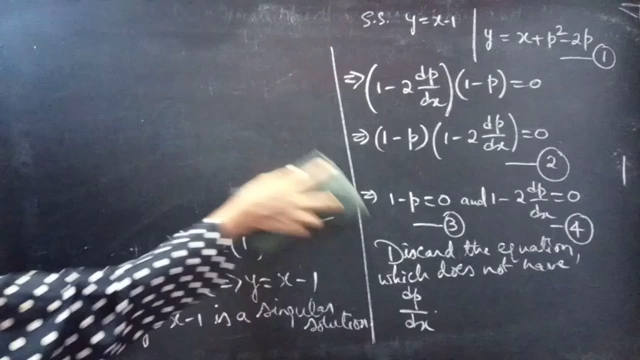 S.S. y=x-1
y = x+p²-2p ①
⇒ (1-2 dp/dx)(1-p)=0
⇒ (1-p)(1-2 dp/dx)=0 ②
⇒ 1-p=0 and 1-2 dp/dx=0
③ ④
Discard the equation,
which does not have
dp/dx.
⇒ y=x-1
y=x-1 is a singular
solution